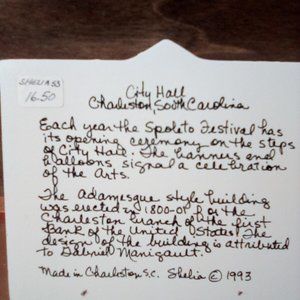 SHELIA 53
16.50
City Hall
Charleston, South Carolina
Each year the Spoleto Festival has
its opening ceremony on the steps
of City Hall. The banners and
balloons signal a celebration
of the Arts.
The Adamesque style building
was erected in 1800-01 for the
Charleston branch of the First
Bank of the United States. The
design of the building is attributed
to Gabriel Manigault.
Made in Charleston S.C. Shelia © 1993